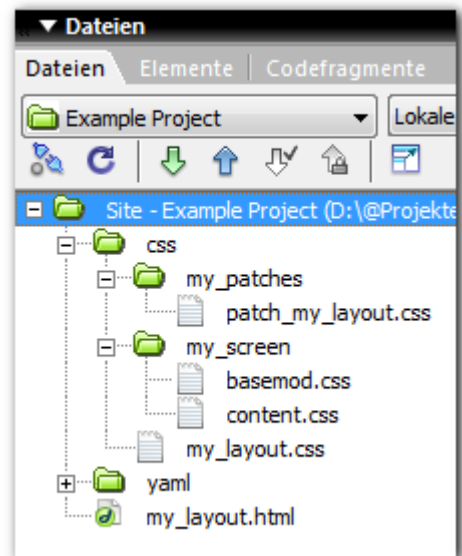 Dateien
Dateien Elemente Codefragmente
Example Project Lokale
Site - Example Project (D:\@Projekte
css
my_patches
patch_my_layout.css
my_screen
basemod.css
content.css
my_layout.css
yaml
my_layout.html